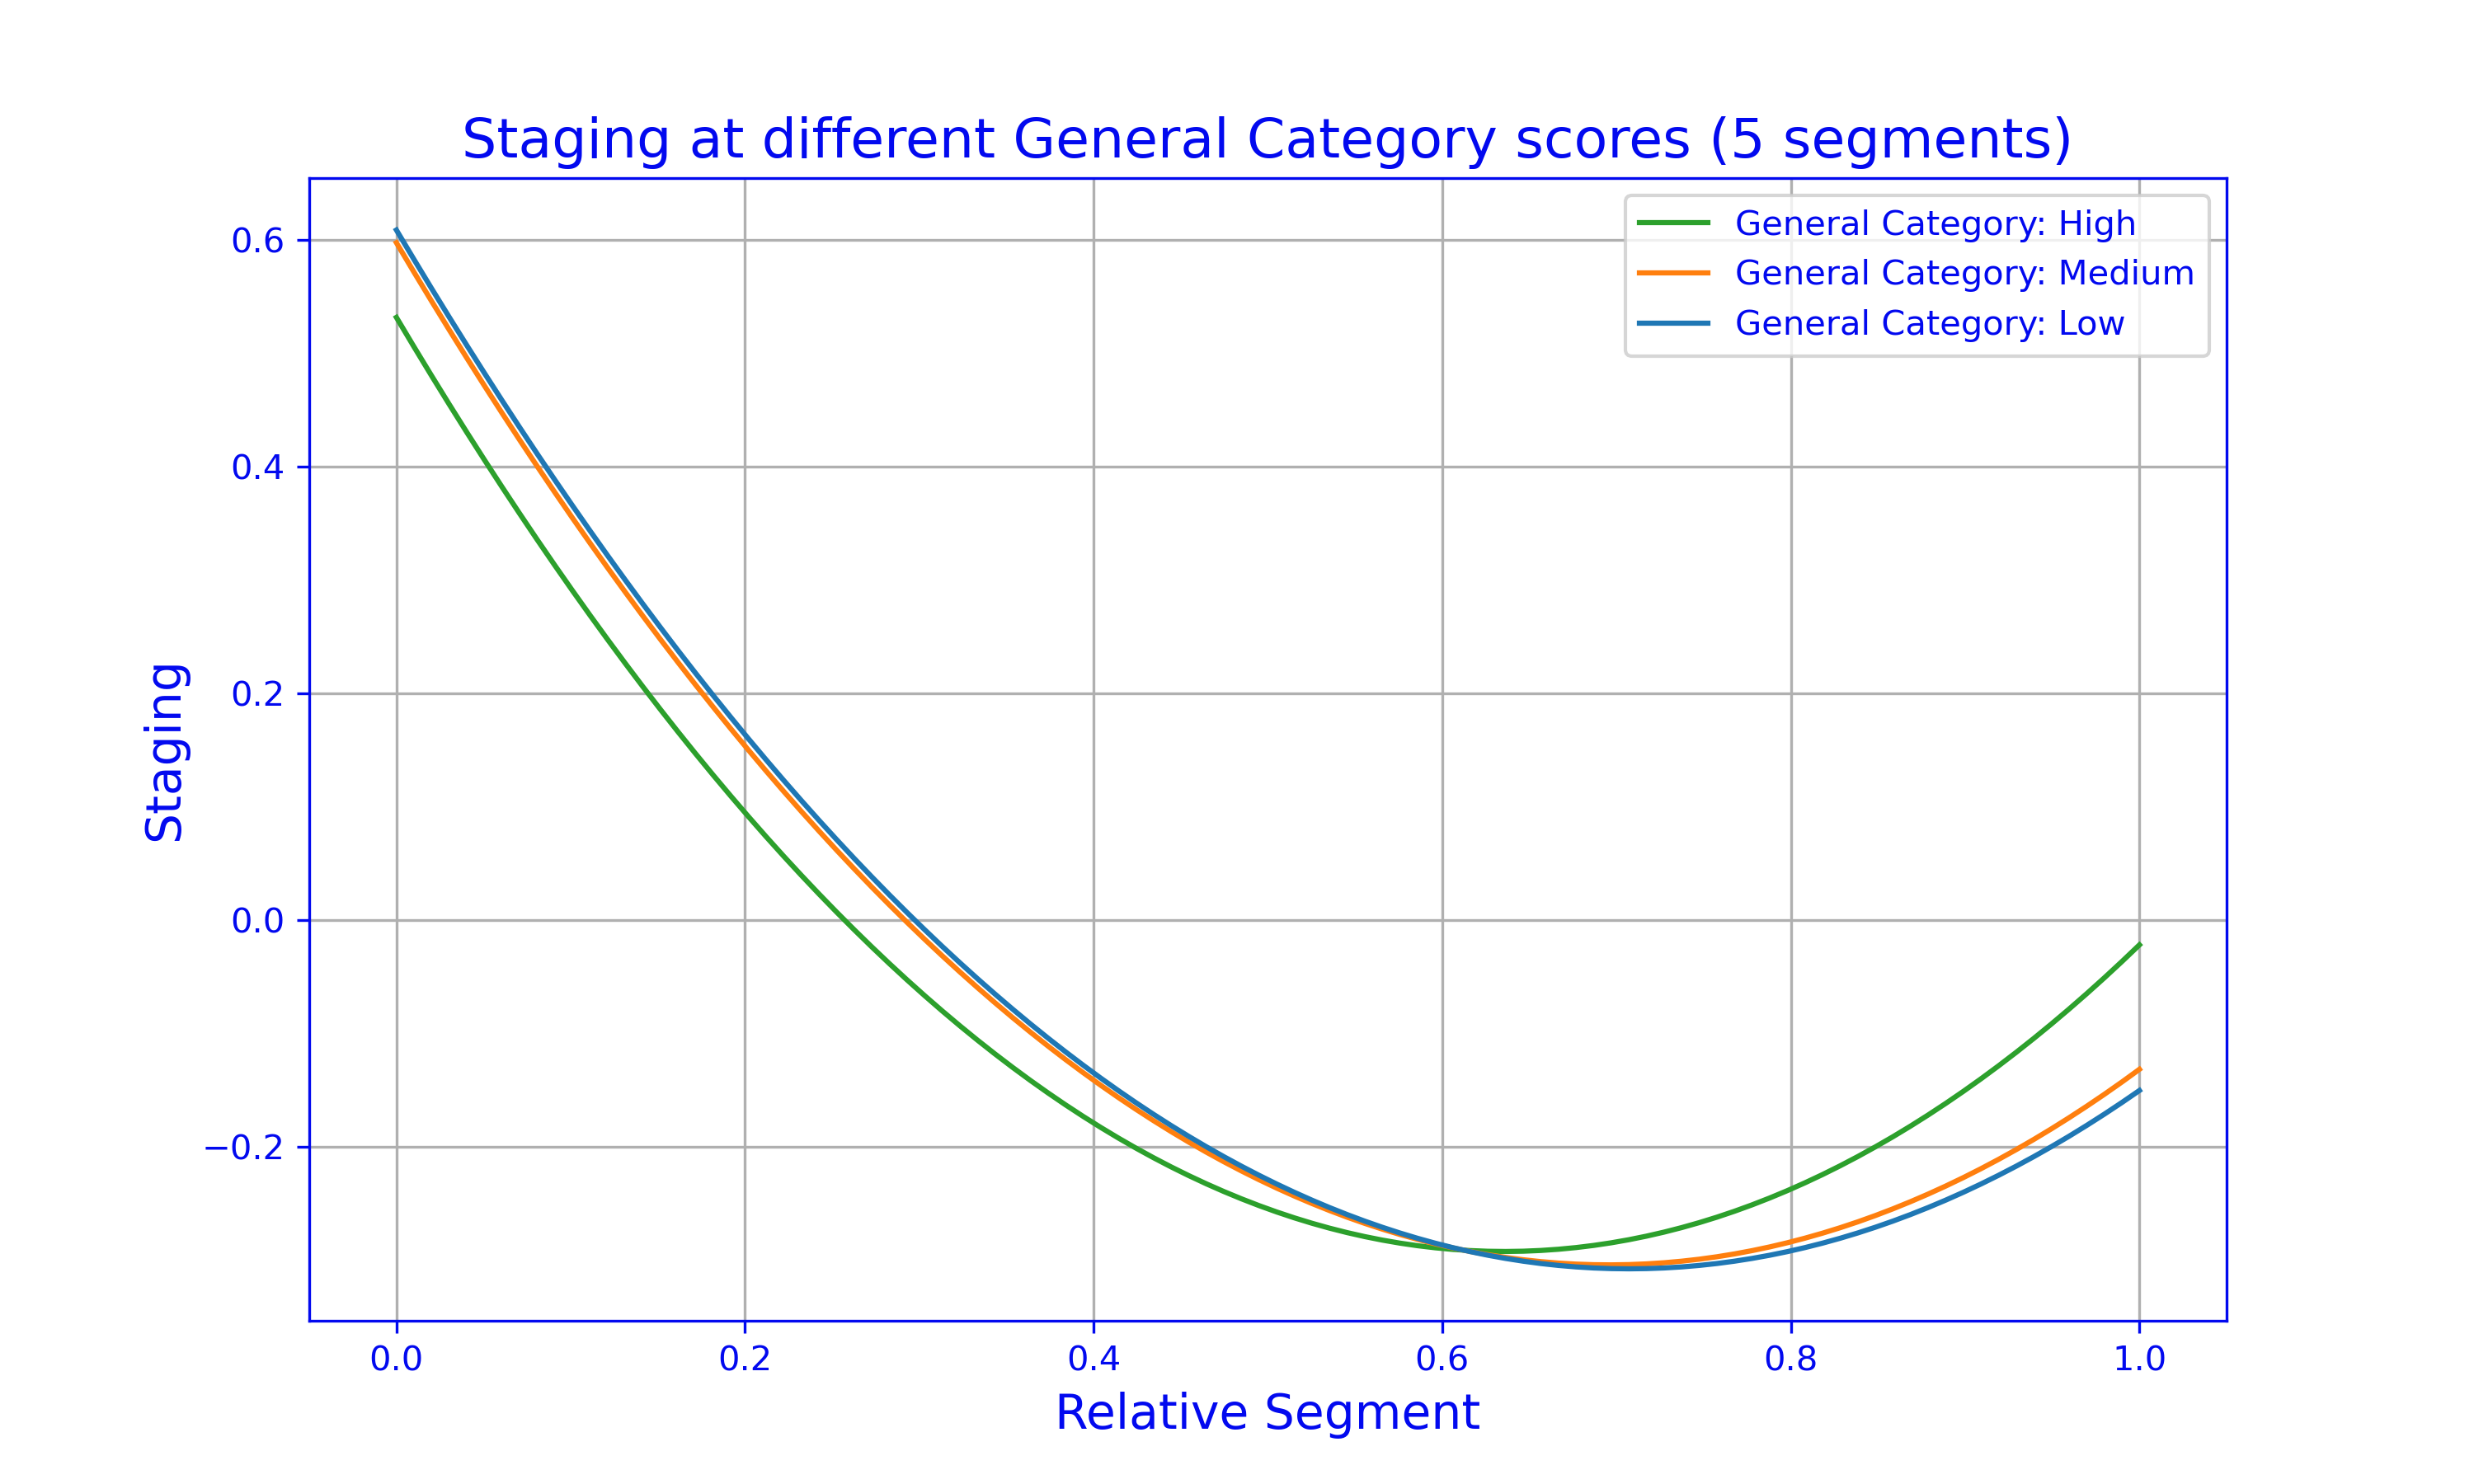 Staging at different General Category scores (5 segments)
General Category: High
General Category: Medium
General Category: Low
Staging
0.6
0.4
0.2
0.0
−0.2
0.0 0.2 0.4 0.6 0.8 1.0
Relative Segment